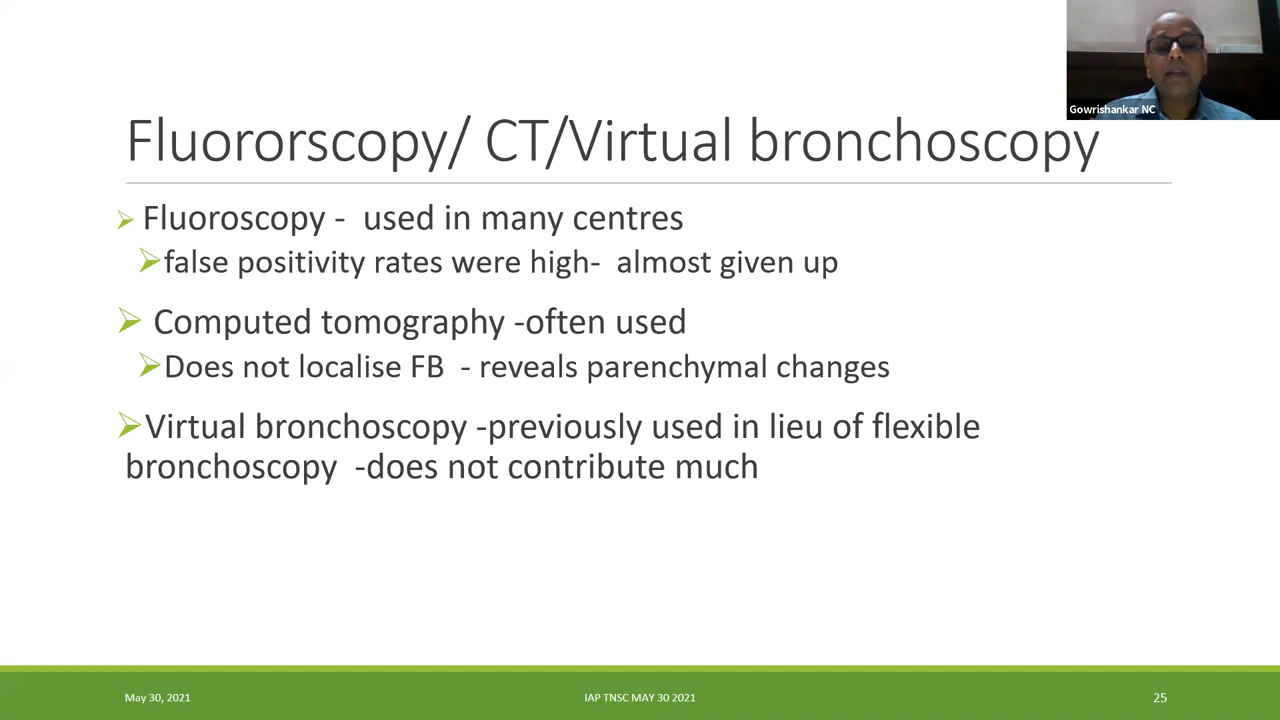 Gowrishankar NC
Fluororscopy/ CT/Virtual bronchoscopy
Fluoroscopy - used in many centres
false positivity rates were high- almost given up
Computed tomography -often used
Does not localise FB - reveals parenchymal changes
Virtual bronchoscopy -previously used in lieu of flexible
bronchoscopy -does not contribute much
May 30, 2021
IAP TNSC MAY 30 2021
25